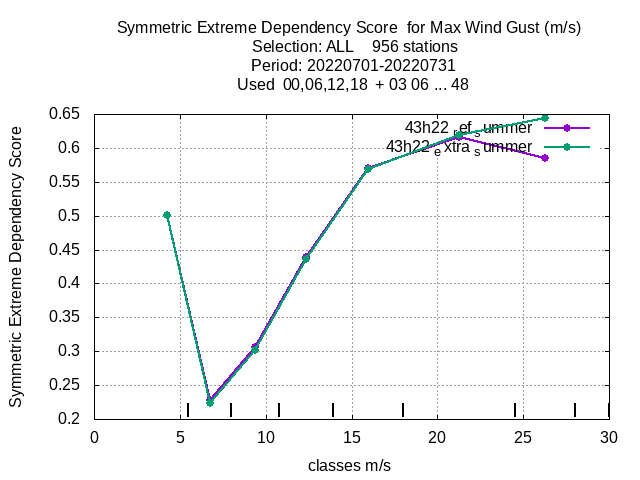 Symmetric Extreme Dependency Score  for Max Wind Gust (m/s)
Selection: ALL    956 stations
Period: 20220701-20220731
Used  00,06,12,18  + 03 06 ... 48
Symmetric Extreme Dependency Score
0.65
0.6
0.55
0.5
0.45
0.4
0.35
0.3
0.25
0.2
43h22_ref_summer
43h22_extra_summer
0 5 10 15 20 25 30
classes m/s